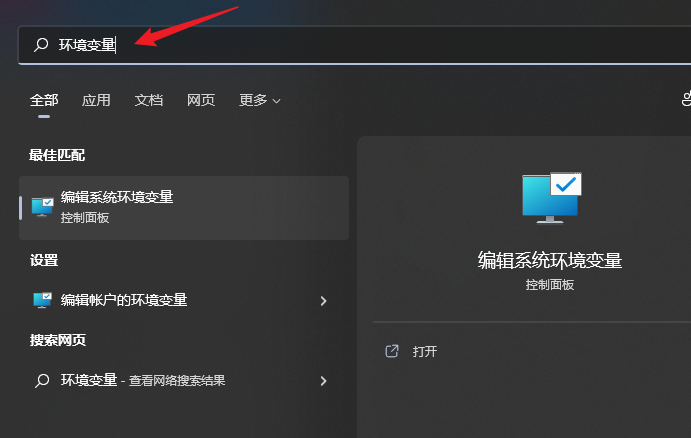 环境变量
全部 应用 文档 网页 更多
最佳匹配
编辑系统环境变量
控制面板
设置
编辑帐户的环境变量
搜索网页
环境变量 - 查看网络搜索结果
编辑系统环境变量
控制面板
打开